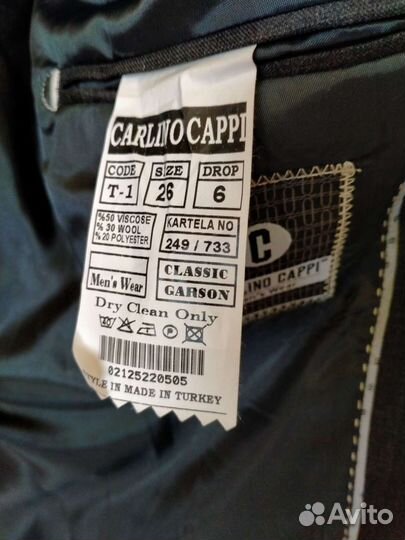 CARLINO CAPPI
CODE SIZE DROP
T-1 26 6
%50 VISCOSE
% 30 WOOL
% 20 POLYESTER
KARTELA NO
249 / 733
Men's Wear
CLASSIC
GARSON
Dry Clean Only
02125220505
STYLE IN MADE IN TURKEY
C
LINO CAPPI
Avito